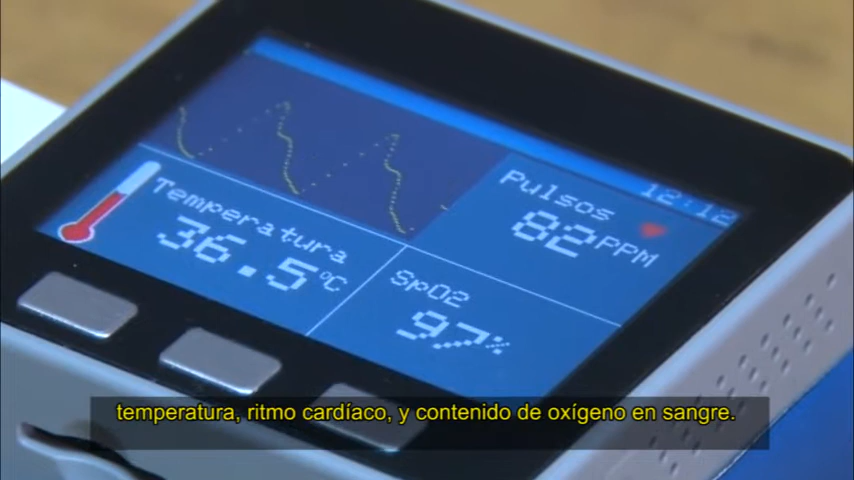 12:12
Pulsos
82PPM
Temperatura
36.5°C
SpO2
97%
temperatura, ritmo cardíaco, y contenido de oxígeno en sangre.